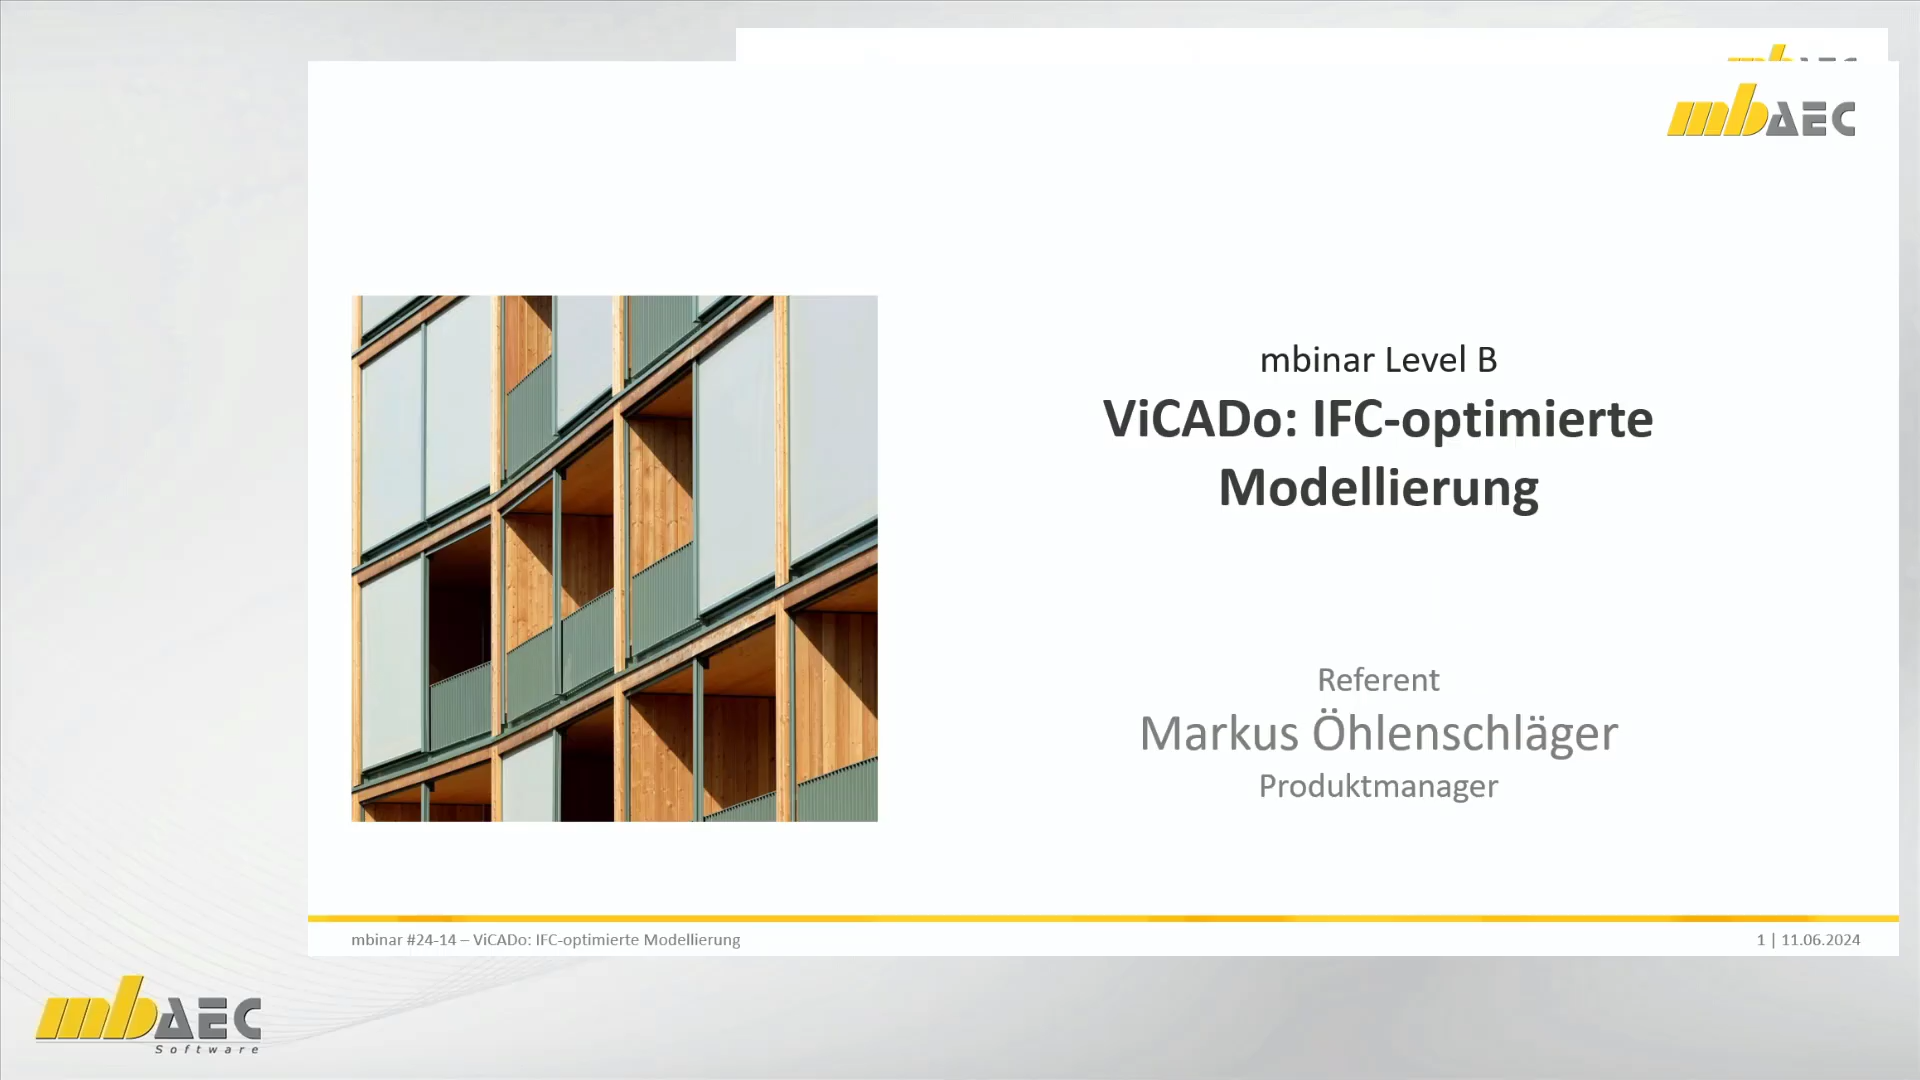 mbAEC
mbinar Level B
ViCADo: IFC-optimierte
Modellierung
Referent
Markus Öhlenschläger
Produktmanager
mbinar #24-14 – ViCADo: IFC-optimierte Modellierung
1 | 11.06.2024
mbAEC
Software